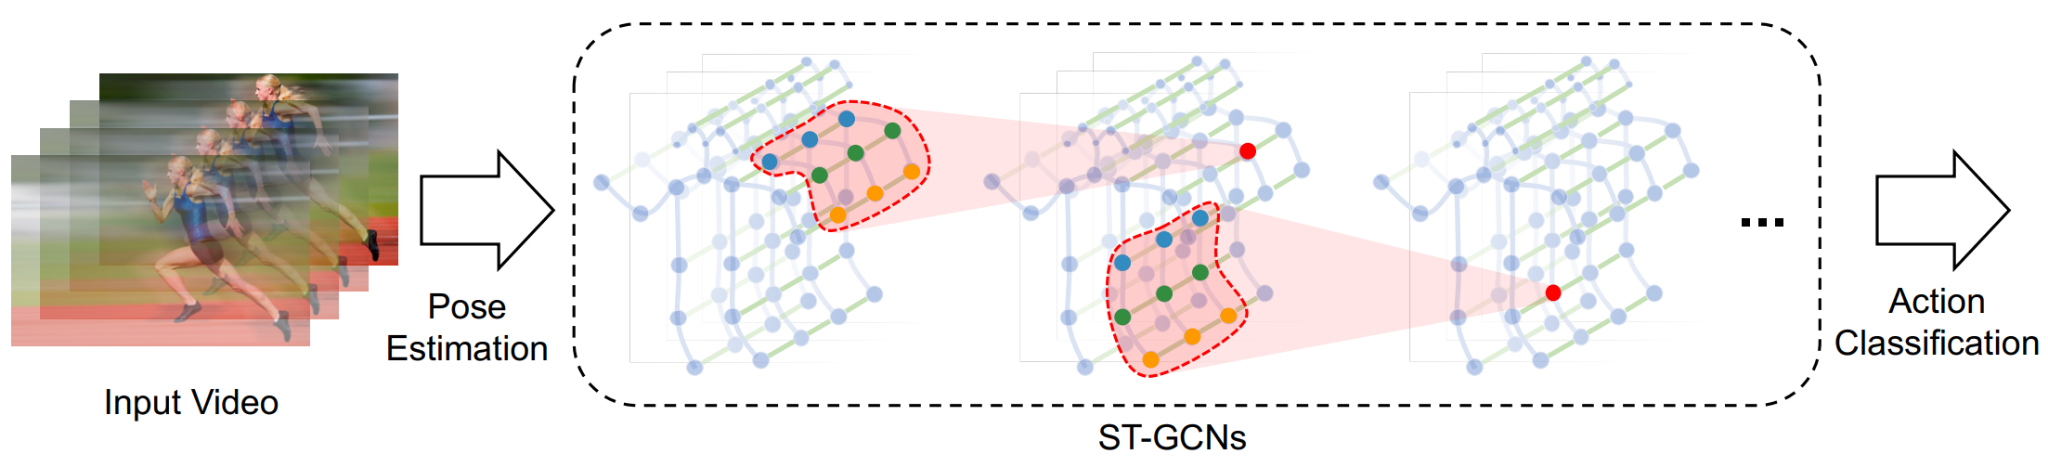 Input Video
Pose
Estimation
ST-GCNs
...
Action
Classification